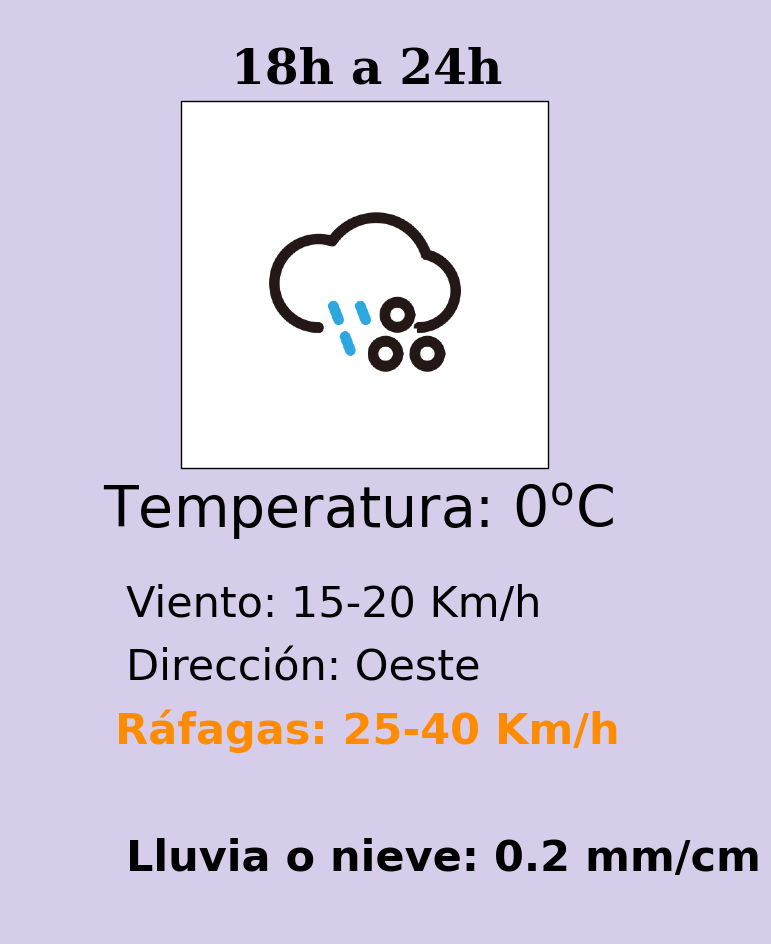 18h a 24h
Temperatura: 0ºC
Viento: 15-20 Km/h
Dirección: Oeste
Ráfagas: 25-40 Km/h
Lluvia o nieve: 0.2 mm/cm